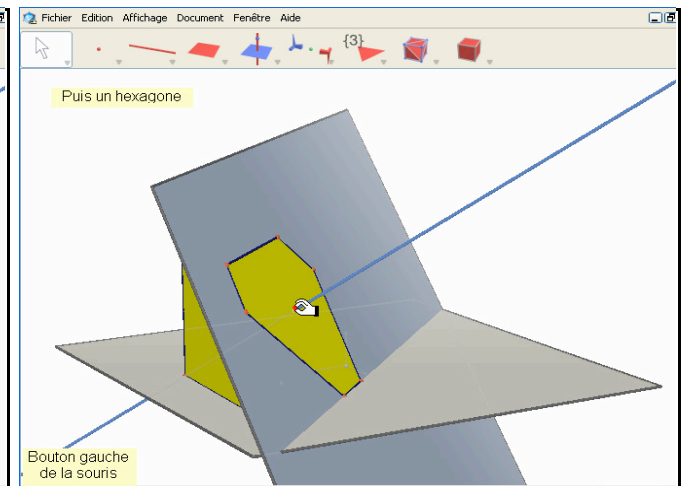 Fichier Edition Affichage Document Fenêtre Aide
{3}
Puis un hexagone
Bouton gauche
de la souris